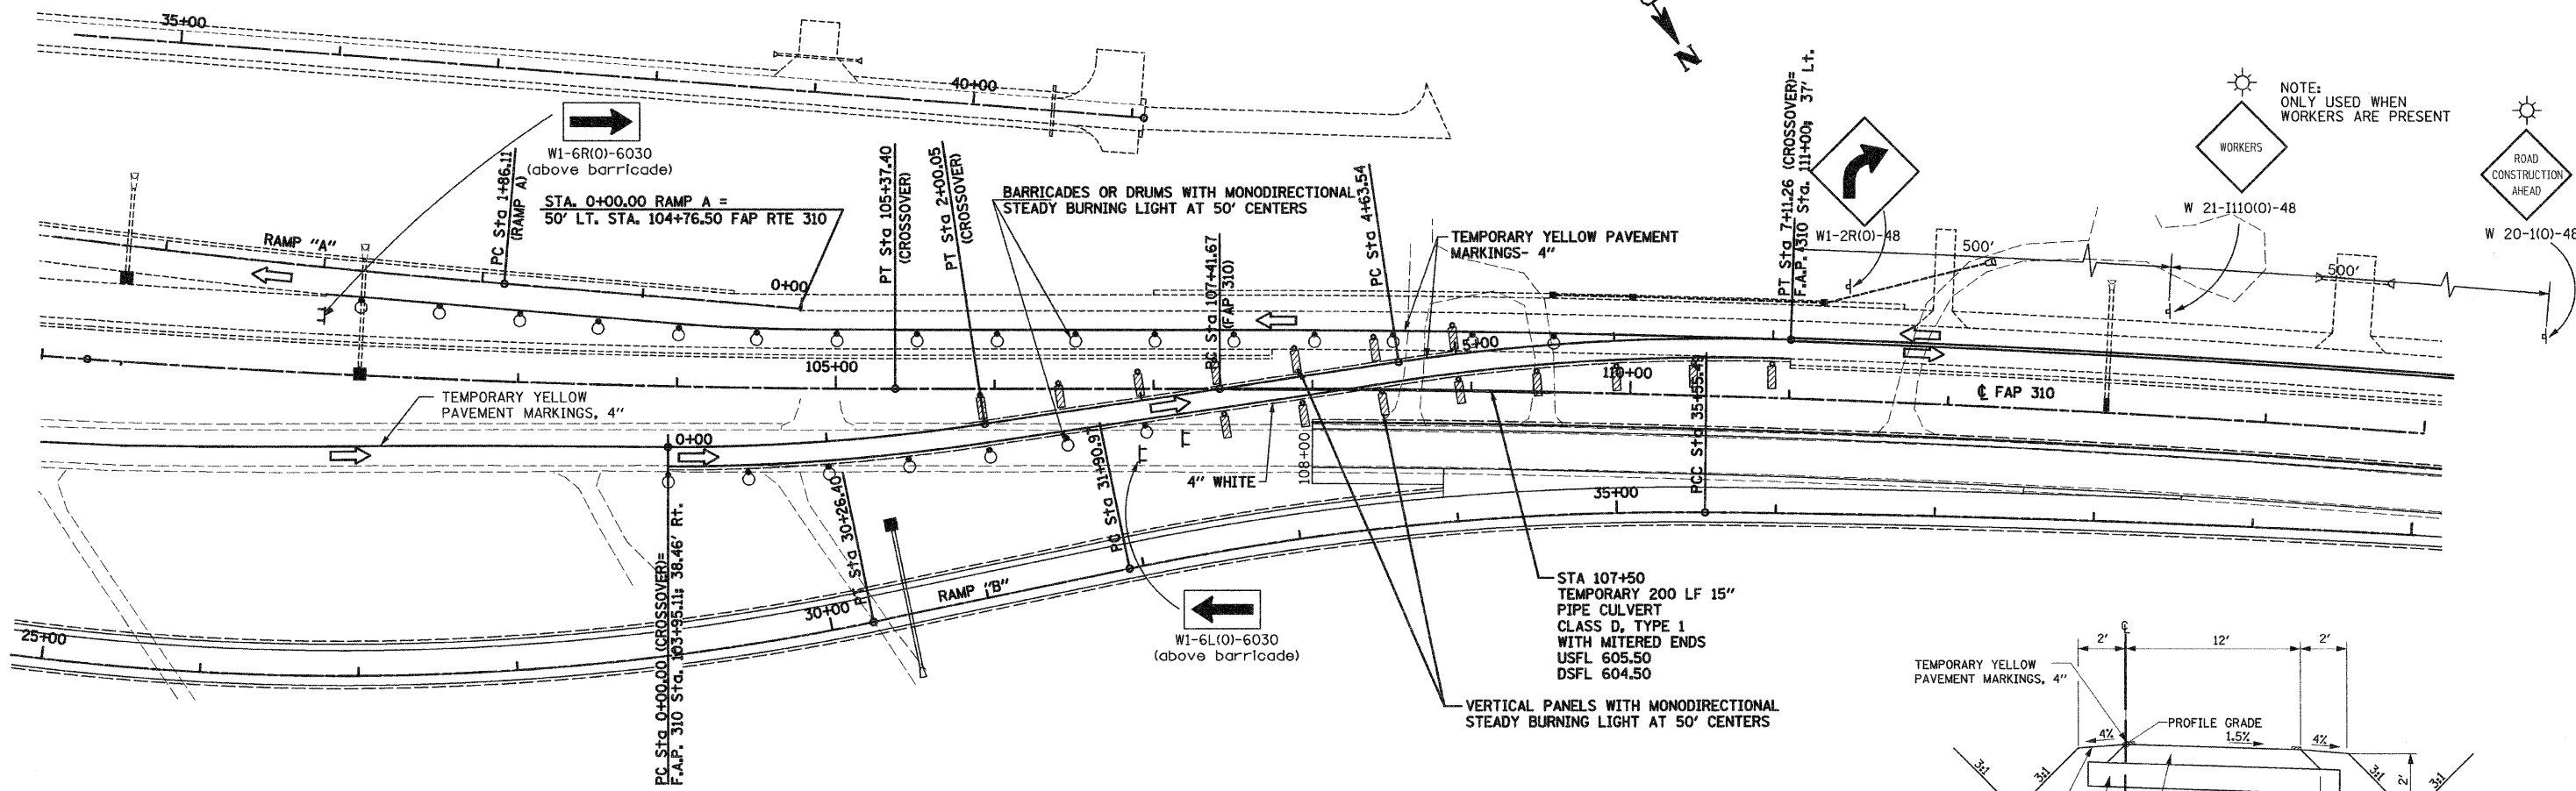 35+00
40+00
N
W1-6R(O)-6030
(above barricade)
PC Sta 1+86.11
(RAMP A)
STA. 0+00.00 RAMP A =
50' LT. STA. 104+76.50 FAP RTE 310
PT Sta 105+37.40
(CROSSOVER)
PT Sta 2+00.05
(CROSSOVER)
BARRICADES OR DRUMS WITH MONODIRECTIONAL
STEADY BURNING LIGHT AT 50' CENTERS
PC Sta 107+41.67
(FAP 310)
PC Sta 4+63.54
TEMPORARY YELLOW PAVEMENT
MARKINGS- 4"
PT Sta 7+11.26 (CROSSOVER)=
F.A.P. 310 Sta. 111+00; 37' Lt.
W1-2R(O)-48
NOTE:
ONLY USED WHEN
WORKERS ARE PRESENT
WORKERS
W 21-I110(O)-48
ROAD
CONSTRUCTION
AHEAD
W 20-1(O)-48
500'
500'
RAMP "A"
0+00
105+00
5+00
110+00
℄ FAP 310
TEMPORARY YELLOW
PAVEMENT MARKINGS, 4"
0+00
4" WHITE
108+00
35+00
PC Sta 31+90.97
PT Sta 30+26.40
30+00
RAMP "B"
25+00
PC Sta 0+00.00 (CROSSOVER)=
F.A.P. 310 Sta. 103+95.11; 38.46' Rt.
W1-6L(O)-6030
(above barricade)
STA 107+50
TEMPORARY 200 LF 15"
PIPE CULVERT
CLASS D, TYPE 1
WITH MITERED ENDS
USFL 605.50
DSFL 604.50
VERTICAL PANELS WITH MONODIRECTIONAL
STEADY BURNING LIGHT AT 50' CENTERS
℄
2'
12'
2'
TEMPORARY YELLOW
PAVEMENT MARKINGS, 4"
PROFILE GRADE
4%
1.5%
4%
3:1
3:1
3:1
3:1
2'